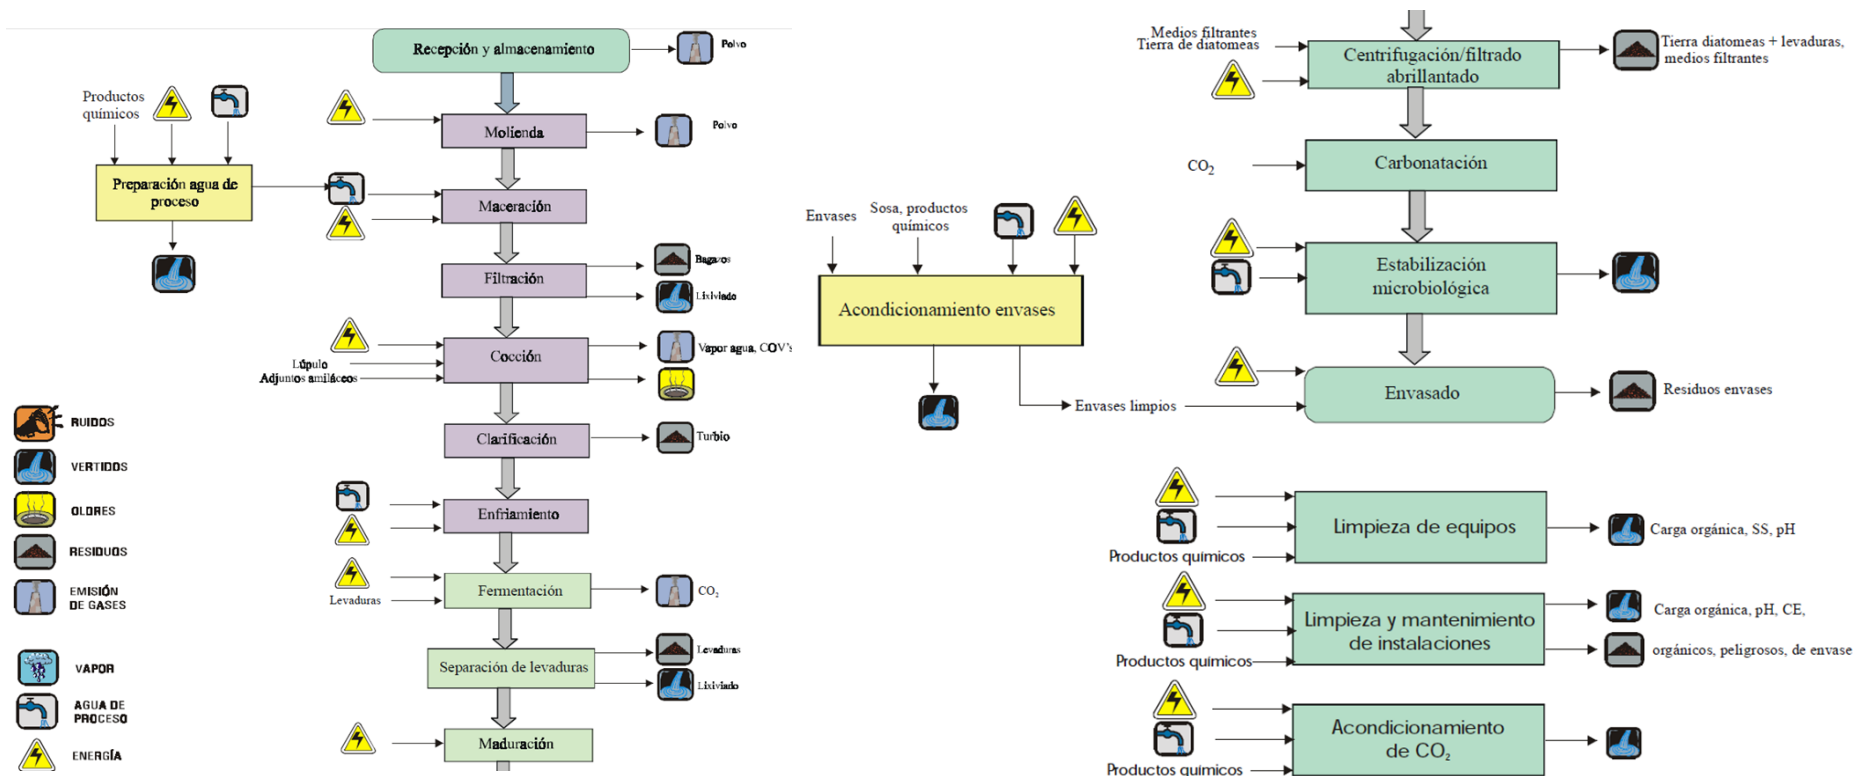 Recepción y almacenamiento
Polvo
Productos
químicos
Molienda
Polvo
Preparación agua de
proceso
Maceración
Filtración
Bagazos
Lixiviado
Cocción
Lúpulo
Adjuntos amiláceos
Vapor agua, COV's
Clarificación
Turbio
Enfriamiento
Fermentación
Levaduras
CO₂
Separación de levaduras
Levaduras
Lixiviado
Maduración
RUIDOS
VERTIDOS
OLORES
RESIDUOS
EMISIÓN
DE GASES
VAPOR
AGUA DE
PROCESO
ENERGÍA
Medios filtrantes
Tierra de diatomeas
Centrifugación/filtrado
abrillantado
Tierra diatomeas + levaduras,
medios filtrantes
CO₂
Carbonatación
Envases
Sosa, productos
químicos
Acondicionamiento envases
Estabilización
microbiológica
Envases limpios
Envasado
Residuos envases
Limpieza de equipos
Productos químicos
Carga orgánica, SS, pH
Limpieza y mantenimiento
de instalaciones
Productos químicos
Carga orgánica, pH, CE,
orgánicos, peligrosos, de envase
Acondicionamiento
de CO₂
Productos químicos